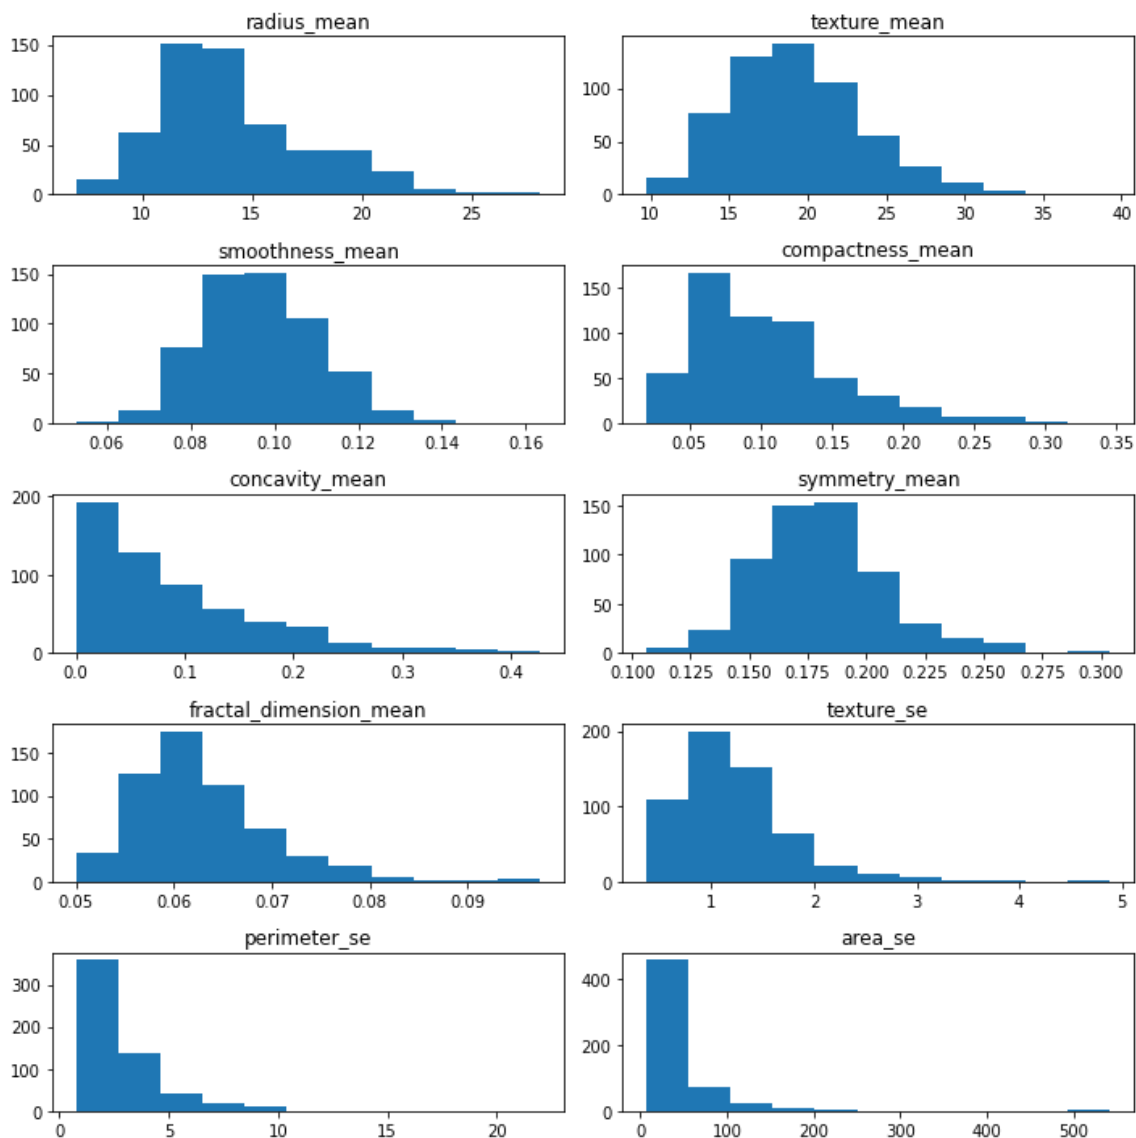 radius_mean
150
100
50
0
10 15 20 25
texture_mean
100
50
0
10 15 20 25 30 35 40
smoothness_mean
150
100
50
0
0.06 0.08 0.10 0.12 0.14 0.16
compactness_mean
150
100
50
0
0.05 0.10 0.15 0.20 0.25 0.30 0.35
concavity_mean
200
100
0
0.0 0.1 0.2 0.3 0.4
symmetry_mean
150
100
50
0
0.100 0.125 0.150 0.175 0.200 0.225 0.250 0.275 0.300
fractal_dimension_mean
150
100
50
0
0.05 0.06 0.07 0.08 0.09
texture_se
200
100
0
1 2 3 4 5
perimeter_se
300
200
100
0
0 5 10 15 20
area_se
400
200
0
0 100 200 300 400 500